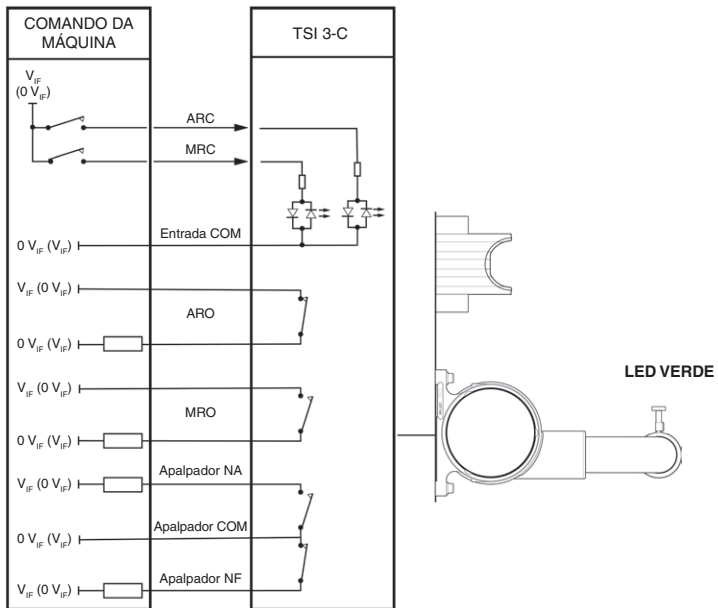 COMANDO DA
MÁQUINA
TSI 3-C
V_IF
(0 V_IF)
ARC
MRC
Entrada COM
0 V_IF (V_IF)
V_IF (0 V_IF)
ARO
0 V_IF (V_IF)
V_IF (0 V_IF)
MRO
0 V_IF (V_IF)
Apalpador NA
V_IF (0 V_IF)
Apalpador COM
0 V_IF (V_IF)
Apalpador NF
V_IF (0 V_IF)
LED VERDE